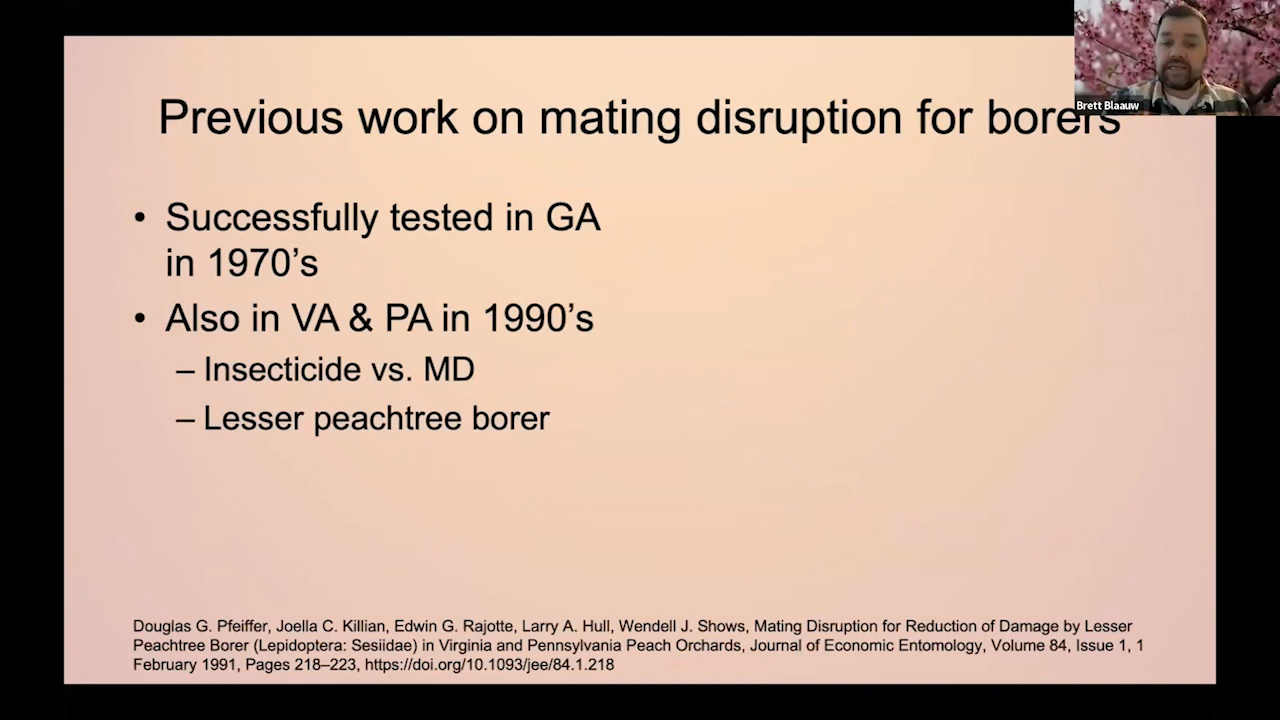 Previous work on mating disruption for borers
Brett Blaauw
• Successfully tested in GA
in 1970's
• Also in VA & PA in 1990's
– Insecticide vs. MD
– Lesser peachtree borer
Douglas G. Pfeiffer, Joella C. Killian, Edwin G. Rajotte, Larry A. Hull, Wendell J. Shows, Mating Disruption for Reduction of Damage by Lesser
Peachtree Borer (Lepidoptera: Sesiidae) in Virginia and Pennsylvania Peach Orchards, Journal of Economic Entomology, Volume 84, Issue 1, 1
February 1991, Pages 218–223, https://doi.org/10.1093/jee/84.1.218